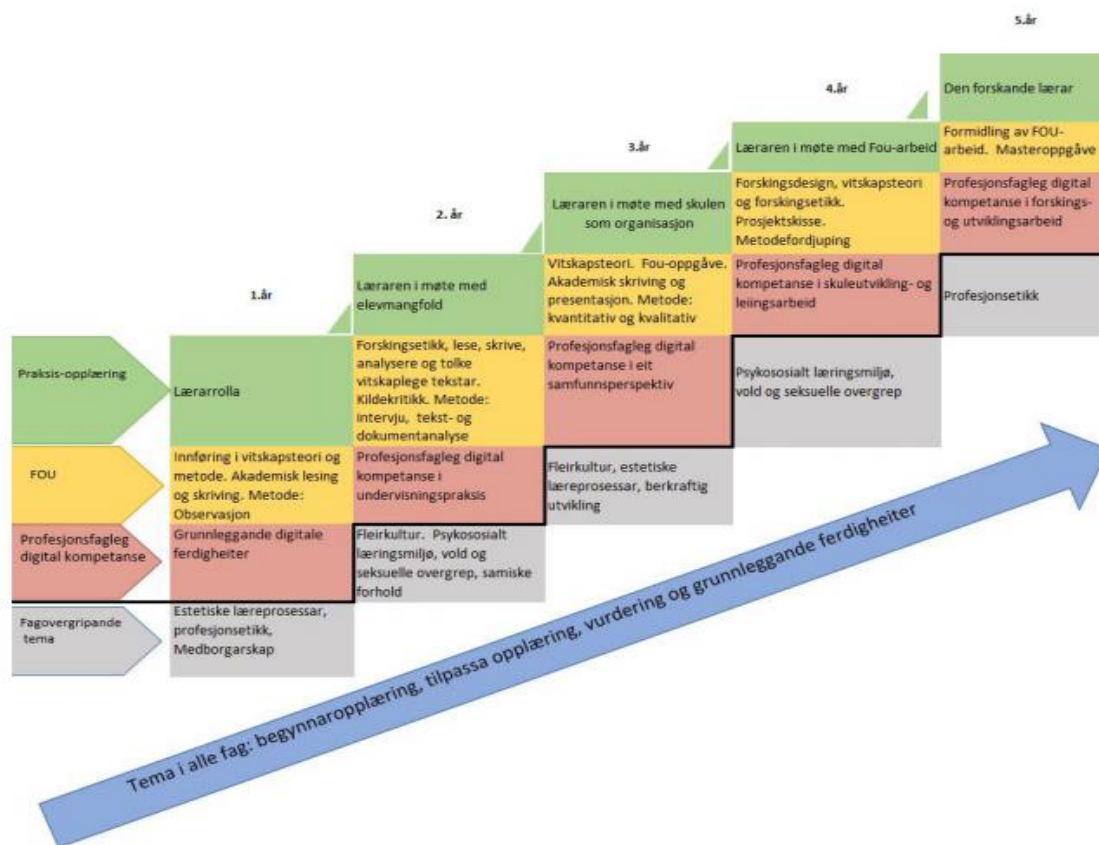 5.år
Den forskande lærar
Formidling av FOU-
arbeid. Masteroppgåve
Profesjonsfagleg digital
kompetanse i forskings-
og utviklingsarbeid
Profesjonsetikk
4.år
Læraren i møte med Fou-arbeid
Forskingsdesign, vitskapsteori
og forskingsetikk.
Prosjektskisse.
Metodefordjuping
Profesjonsfagleg digital
kompetanse i skuleutvikling- og
leiingsarbeid
Psykososialt læringsmiljø,
vold og seksuelle overgrep
3.år
Læraren i møte med skulen
som organisasjon
Vitskapsteori. Fou-oppgåve.
Akademisk skriving og
presentasjon. Metode:
kvantitativ og kvalitativ
Profesjonsfagleg digital
kompetanse i eit
samfunnsperspektiv
Fleirkultur, estetiske
læreprosessar, berkraftig
utvikling
2. år
Læraren i møte med
elevmangfold
Forskingsetikk, lese, skrive,
analysere og tolke
vitskaplege tekstar.
Kildekritikk. Metode:
intervju, tekst- og
dokumentanalyse
Profesjonsfagleg digital
kompetanse i
undervisningpraksis
Fleirkultur. Psykososialt
læringsmiljø, vold og
seksuelle overgrep, samiske
forhold
1.år
Lærarrolla
Innføring i vitskapsteori og
metode. Akademisk lesing
og skriving. Metode:
Observasjon
Grunnleggande digitale
ferdigheiter
Estetiske læreprosessar,
profesjonsetikk,
Medborgarskap
Praksis-opplæring
FOU
Profesjonsfagleg
digital kompetanse
Fagovergripande
tema
Tema i alle fag: begynnaropplæring, tilpassa opplæring, vurdering og grunnleggande ferdigheiter